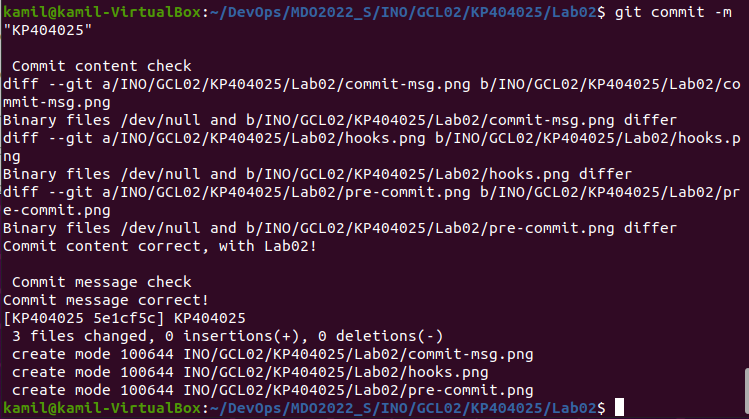 kamil@kamil-VirtualBox:~/DevOps/MDO2022_S/INO/GCL02/KP404025/Lab02$ git commit -m
"KP404025"
 Commit content check
diff --git a/INO/GCL02/KP404025/Lab02/commit-msg.png b/INO/GCL02/KP404025/Lab02/co
mmit-msg.png
Binary files /dev/null and b/INO/GCL02/KP404025/Lab02/commit-msg.png differ
diff --git a/INO/GCL02/KP404025/Lab02/hooks.png b/INO/GCL02/KP404025/Lab02/hooks.p
ng
Binary files /dev/null and b/INO/GCL02/KP404025/Lab02/hooks.png differ
diff --git a/INO/GCL02/KP404025/Lab02/pre-commit.png b/INO/GCL02/KP404025/Lab02/pr
e-commit.png
Binary files /dev/null and b/INO/GCL02/KP404025/Lab02/pre-commit.png differ
Commit content correct, with Lab02!
 Commit message check
Commit message correct!
[KP404025 5e1cf5c] KP404025
 3 files changed, 0 insertions(+), 0 deletions(-)
 create mode 100644 INO/GCL02/KP404025/Lab02/commit-msg.png
 create mode 100644 INO/GCL02/KP404025/Lab02/hooks.png
 create mode 100644 INO/GCL02/KP404025/Lab02/pre-commit.png
kamil@kamil-VirtualBox:~/DevOps/MDO2022_S/INO/GCL02/KP404025/Lab02$